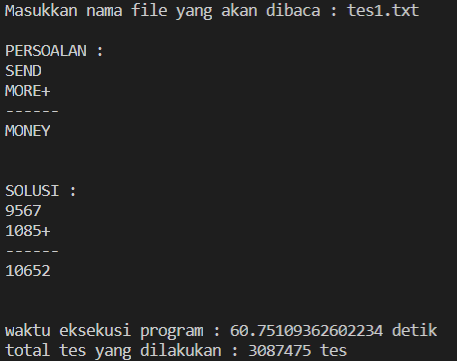 Masukkan nama file yang akan dibaca : tes1.txt
PERSOALAN :
SEND
MORE+
------
MONEY
SOLUSI :
9567
1085+
------
10652
waktu eksekusi program : 60.75109362602234 detik
total tes yang dilakukan : 3087475 tes